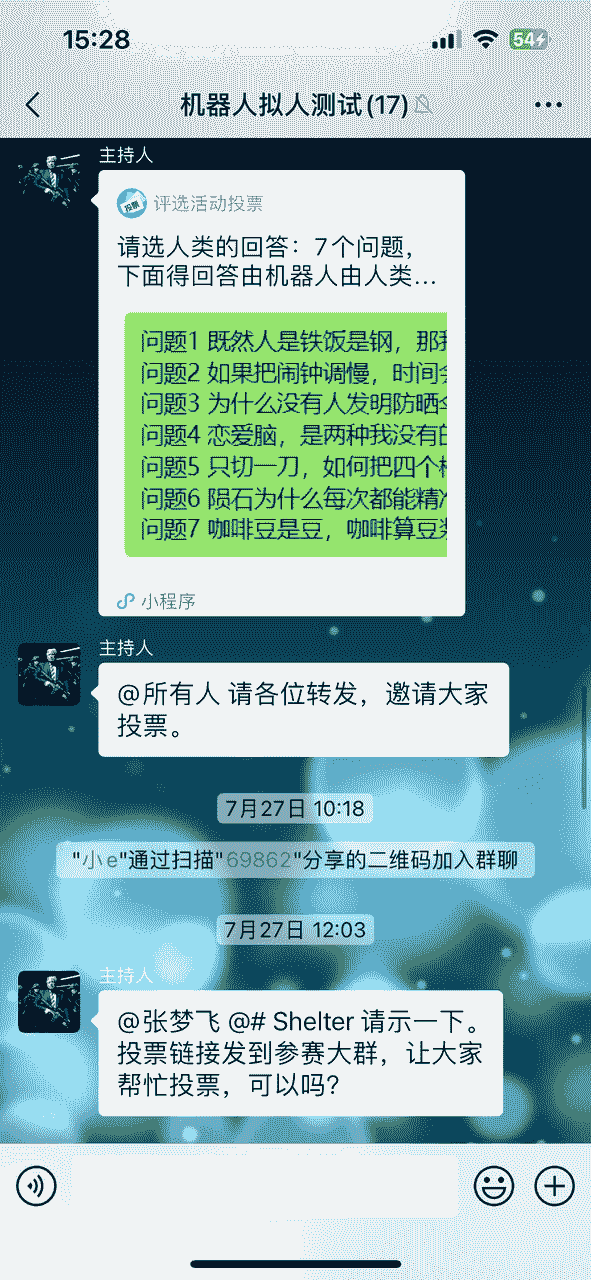 15:28
54
机器人拟人测试(17)
主持人
评选活动投票
请选人类的回答：7个问题，
下面得回答由机器人由人类...
问题1 既然人是铁饭是钢，那
问题2 如果把闹钟调慢，时间
问题3 为什么没有人发明防晒
问题4 恋爱脑，是两种我没有
问题5 只切一刀，如何把四个
问题6 陨石为什么每次都能精
问题7 咖啡豆是豆，咖啡算豆
小程序
主持人
@所有人 请各位转发，邀请大家
投票。
7月27日 10:18
"小e"通过扫描"69862"分享的二维码加入群聊
7月27日 12:03
主持人
@张梦飞 @# Shelter 请示一下。
投票链接发到参赛大群，让大家
帮忙投票，可以吗？